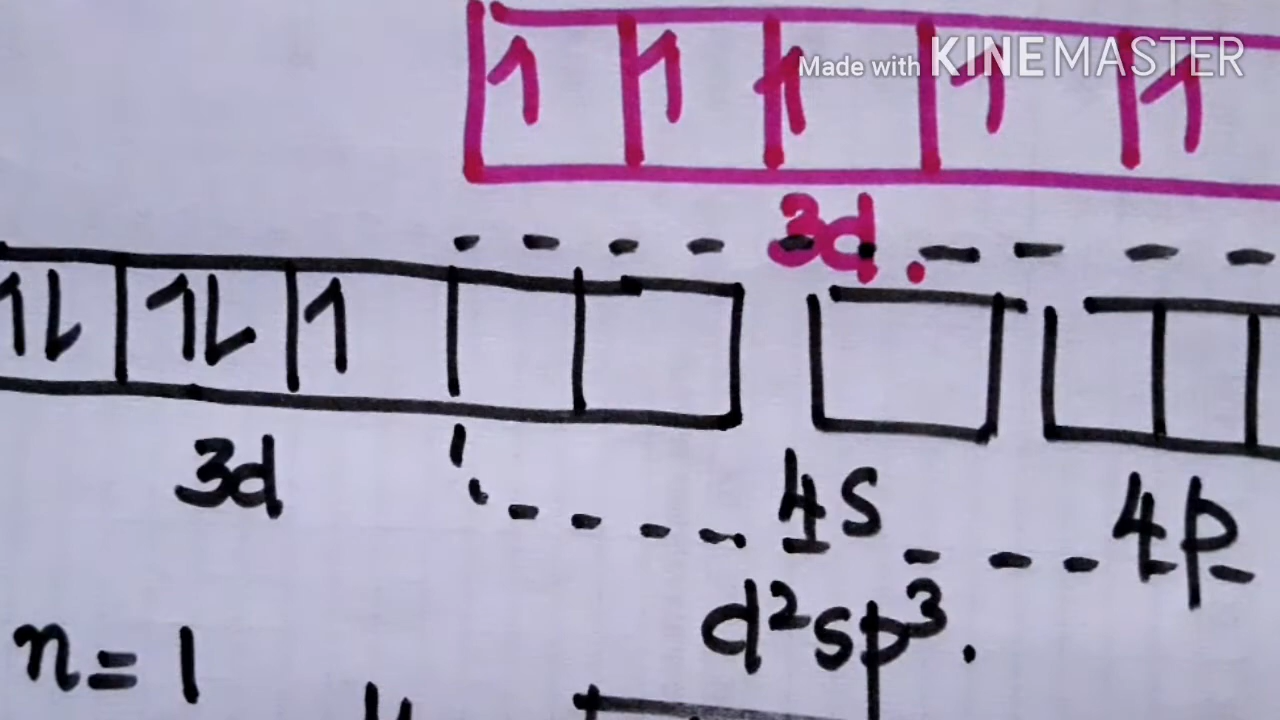 Made with KINEMASTER
↿ ↿ ↿ ↿ ↿
3d.
↿⇂ ↿⇂ ↿
3d 4s 4p
d²sp³.
n = 1